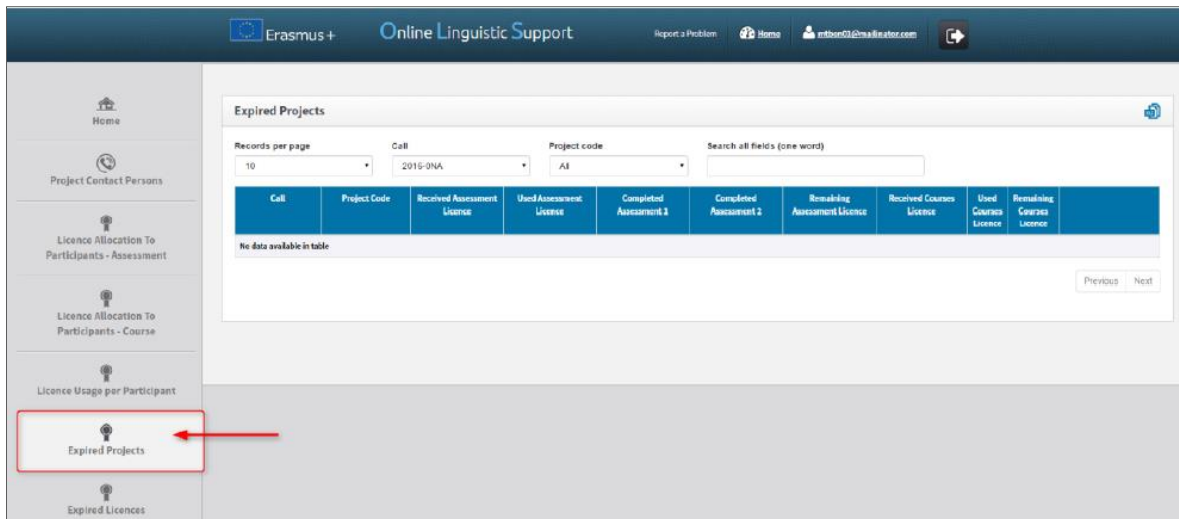 Erasmus+ Online Linguistic Support Report a Problem Home mtbon01@mailinator.com
Home
Project Contact Persons
Licence Allocation To
Participants - Assessment
Licence Allocation To
Participants - Course
Licence Usage per Participant
Expired Projects
Expired Licences
Expired Projects
Records per page Call Project code Search all fields (one word)
10 2016-0NA All
Call Project Code Received Assessment Licence Used Assessment Licence Completed Assessment 1 Completed Assessment 2 Remaining Assessment Licence Received Courses Licence Used Courses Licence Remaining Courses Licence
No data available in table
Previous Next